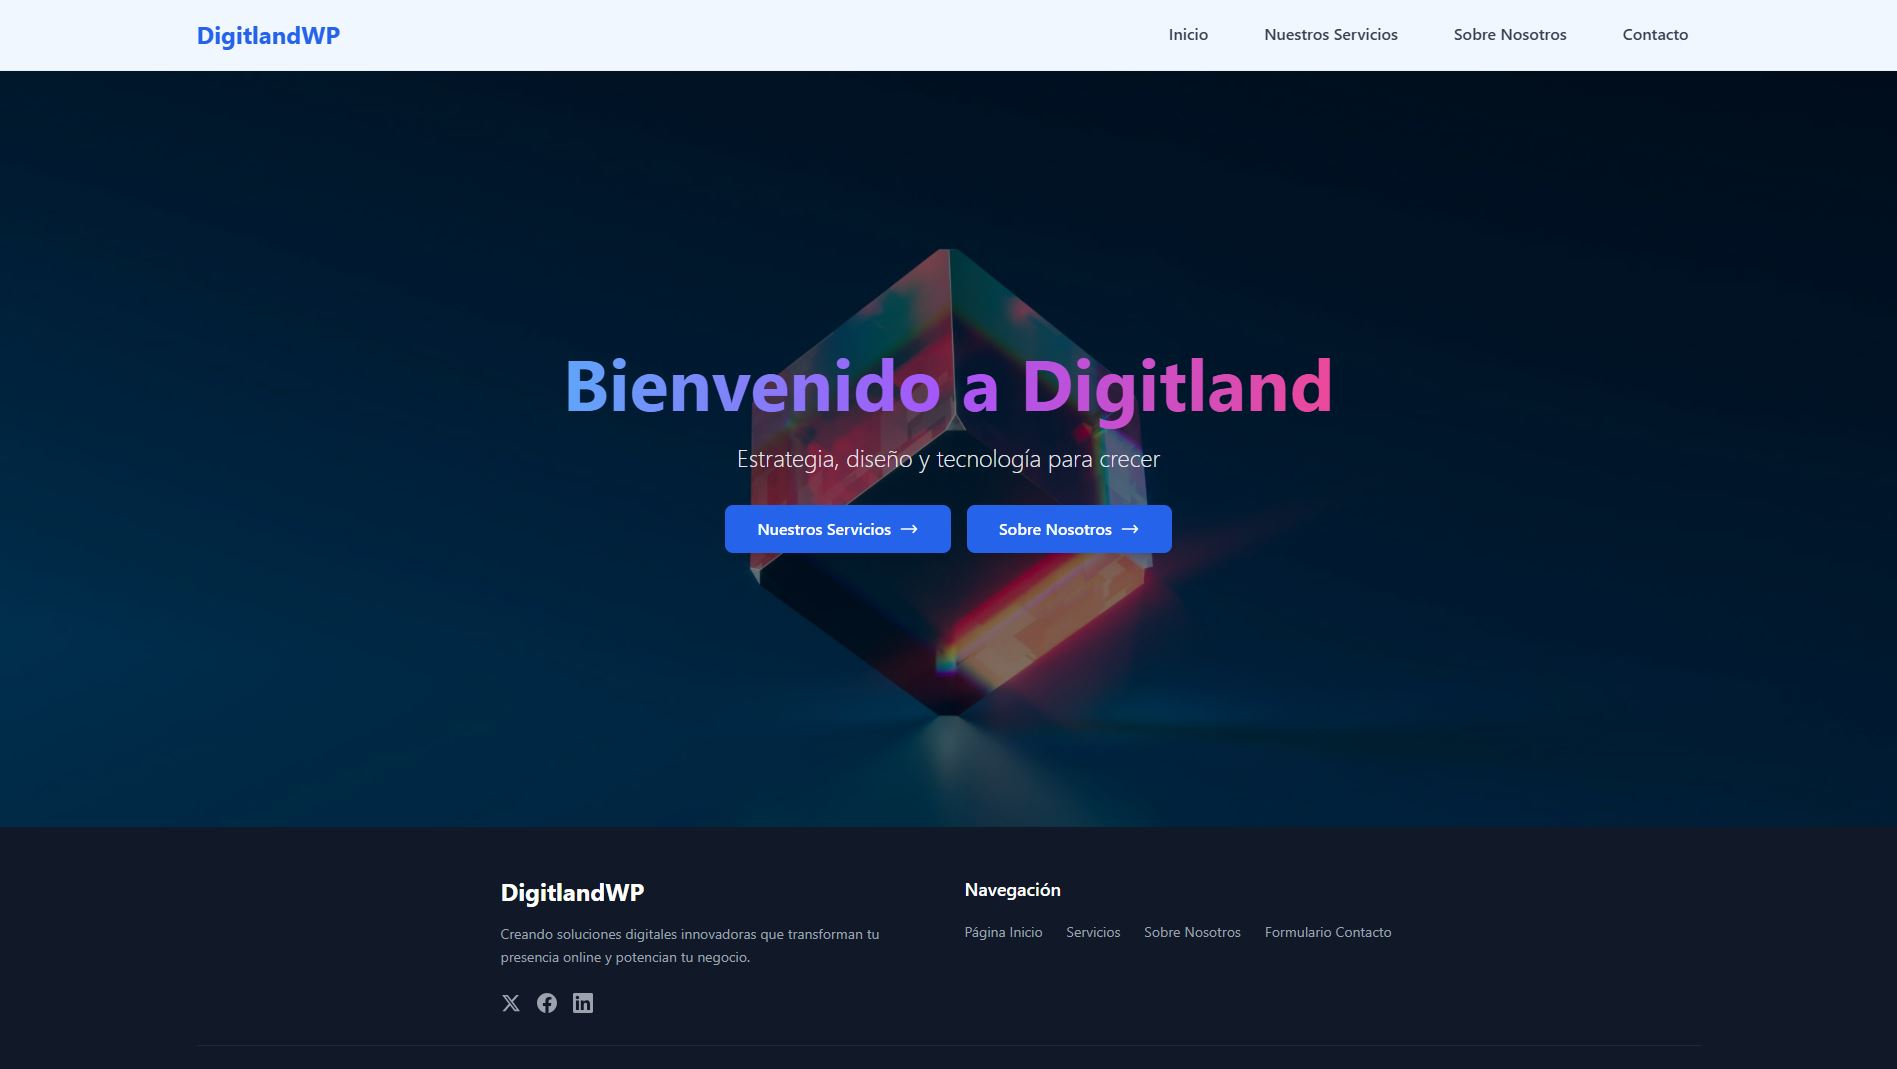 DigitlandWP
Inicio
Nuestros Servicios
Sobre Nosotros
Contacto
Bienvenido a Digitland
Estrategia, diseño y tecnología para crecer
Nuestros Servicios →
Sobre Nosotros →
DigitlandWP
Creando soluciones digitales innovadoras que transforman tu
presencia online y potencian tu negocio.
Navegación
Página Inicio
Servicios
Sobre Nosotros
Formulario Contacto